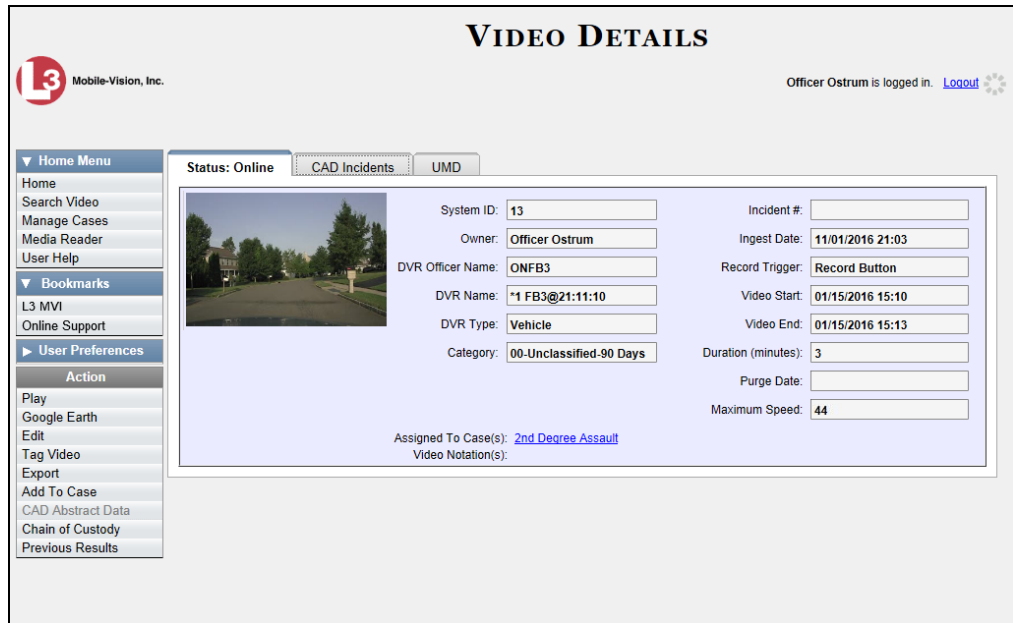 VIDEO DETAILS
L3 Mobile-Vision, Inc.
Officer Ostrum is logged in. Logout
▼ Home Menu
Home
Search Video
Manage Cases
Media Reader
User Help
▼ Bookmarks
L3 MVI
Online Support
▶ User Preferences
Action
Play
Google Earth
Edit
Tag Video
Export
Add To Case
CAD Abstract Data
Chain of Custody
Previous Results
Status: Online CAD Incidents UMD
System ID: 13
Owner: Officer Ostrum
DVR Officer Name: ONFB3
DVR Name: *1 FB3@21:11:10
DVR Type: Vehicle
Category: 00-Unclassified-90 Days
Incident #:
Ingest Date: 11/01/2016 21:03
Record Trigger: Record Button
Video Start: 01/15/2016 15:10
Video End: 01/15/2016 15:13
Duration (minutes): 3
Purge Date:
Maximum Speed: 44
Assigned To Case(s): 2nd Degree Assault
Video Notation(s):